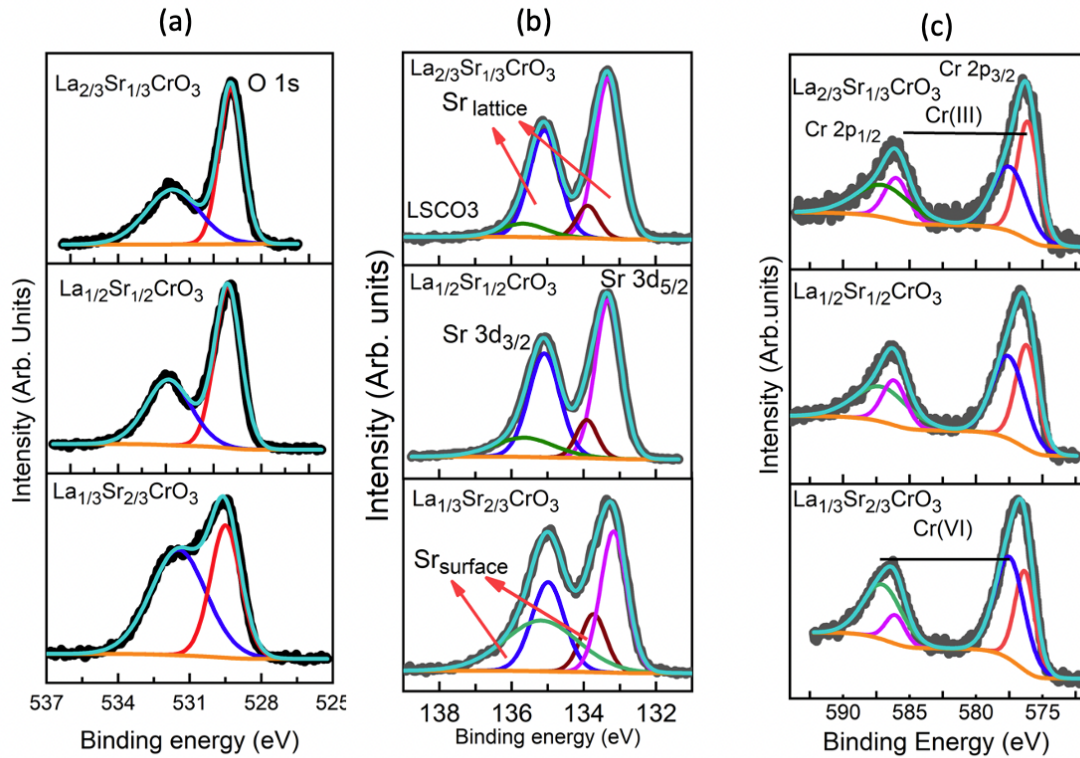 (a)
(b)
(c)
La2/3Sr1/3CrO3
O 1s
La1/2Sr1/2CrO3
La1/3Sr2/3CrO3
Intensity (Arb. Units)
537 534 531 528 525
Binding energy (eV)
La2/3Sr1/3CrO3
Sr lattice
LSCO3
La1/2Sr1/2CrO3
Sr 3d5/2
Sr 3d3/2
La1/3Sr2/3CrO3
Srsurface
Intensity (Arb. units)
138 136 134 132
Binding energy (eV)
Cr 2p3/2
La2/3Sr1/3CrO3
Cr(III)
Cr 2p1/2
La1/2Sr1/2CrO3
La1/3Sr2/3CrO3
Cr(VI)
Intensity (Arb.units)
590 585 580 575
Binding Energy (eV)